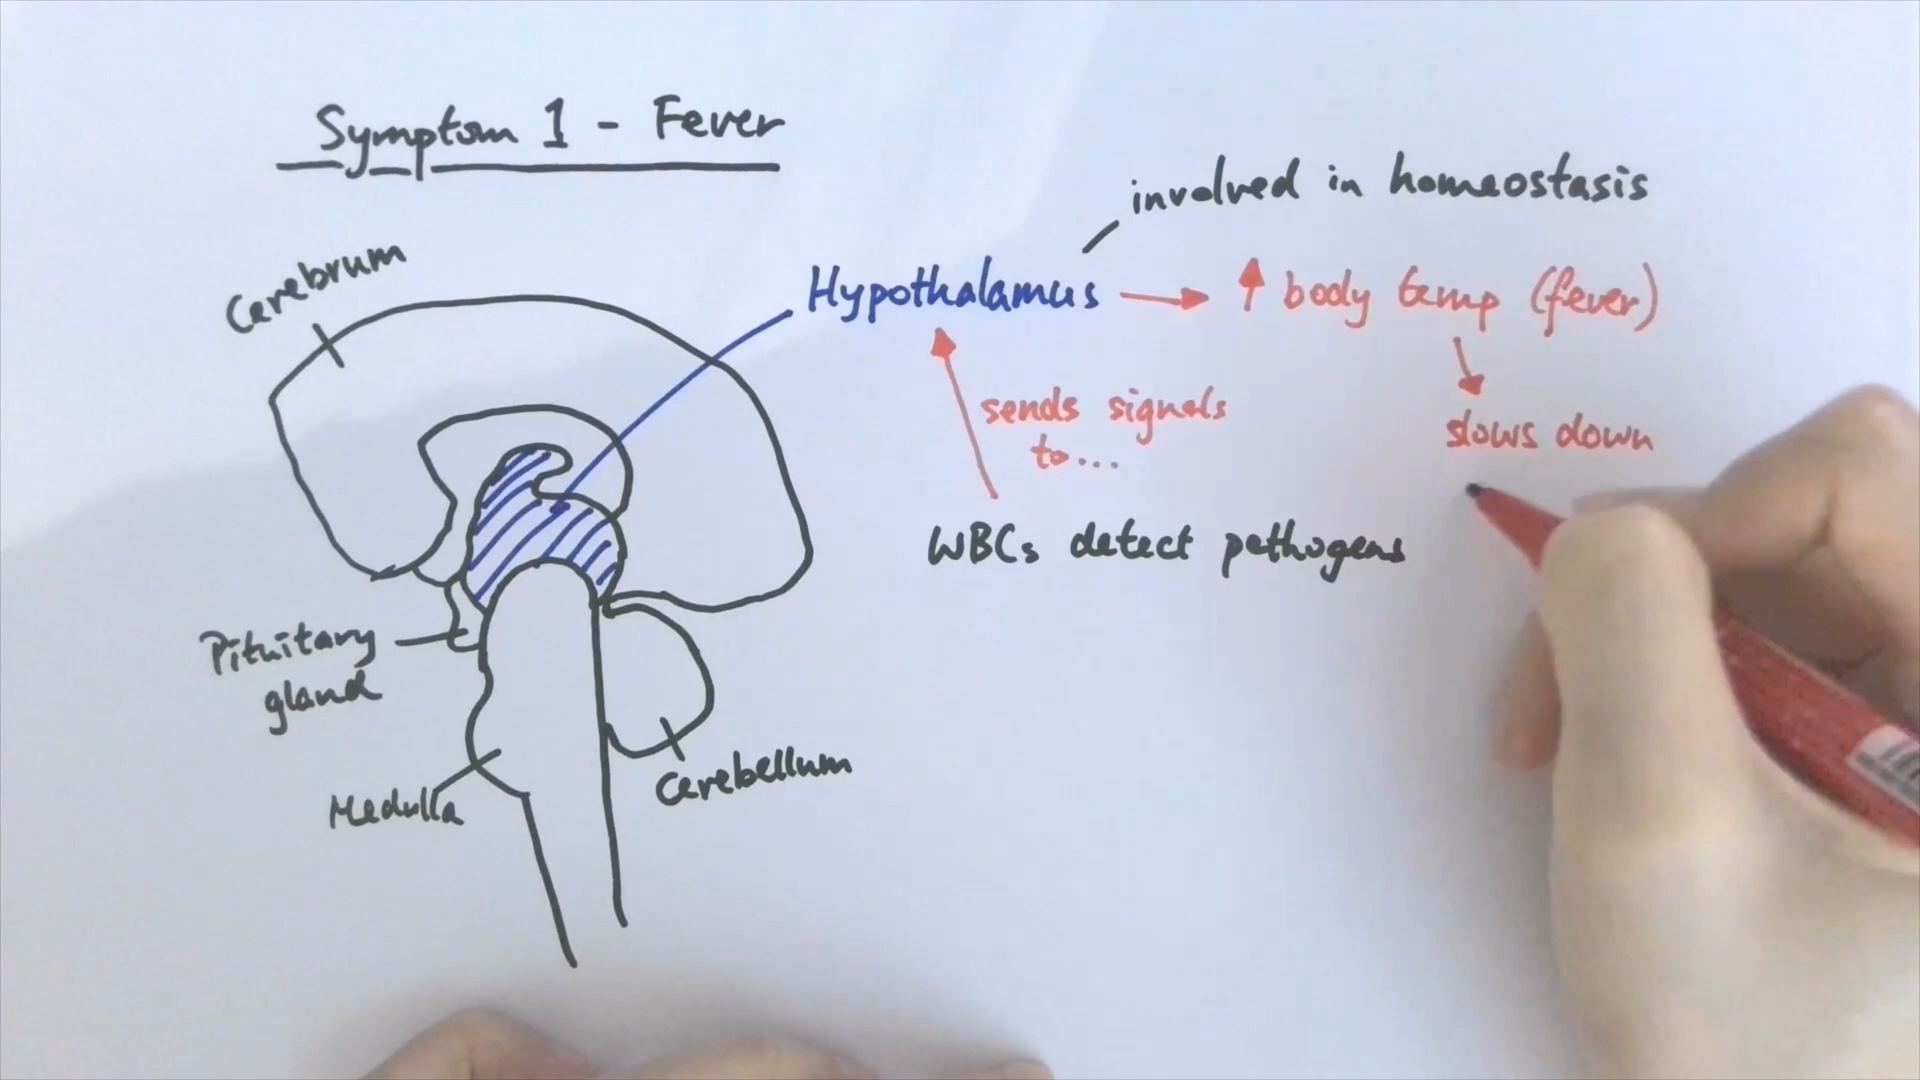 Symptom 1 - Fever
involved in homeostasis
Cerebrum
Hypothalamus → ↑ body temp (fever)
sends signals
to...
slows down
WBCs detect pathogens
Pituitary
gland
Medulla
Cerebellum